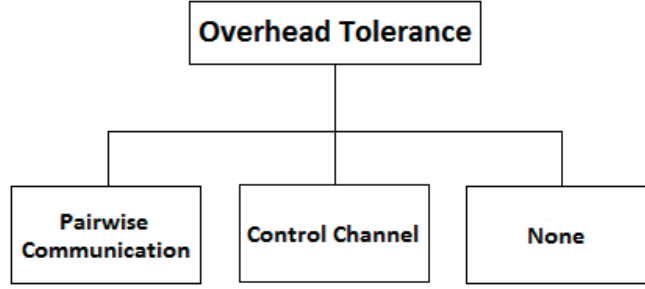 Overhead Tolerance
Pairwise
Communication
Control Channel
None